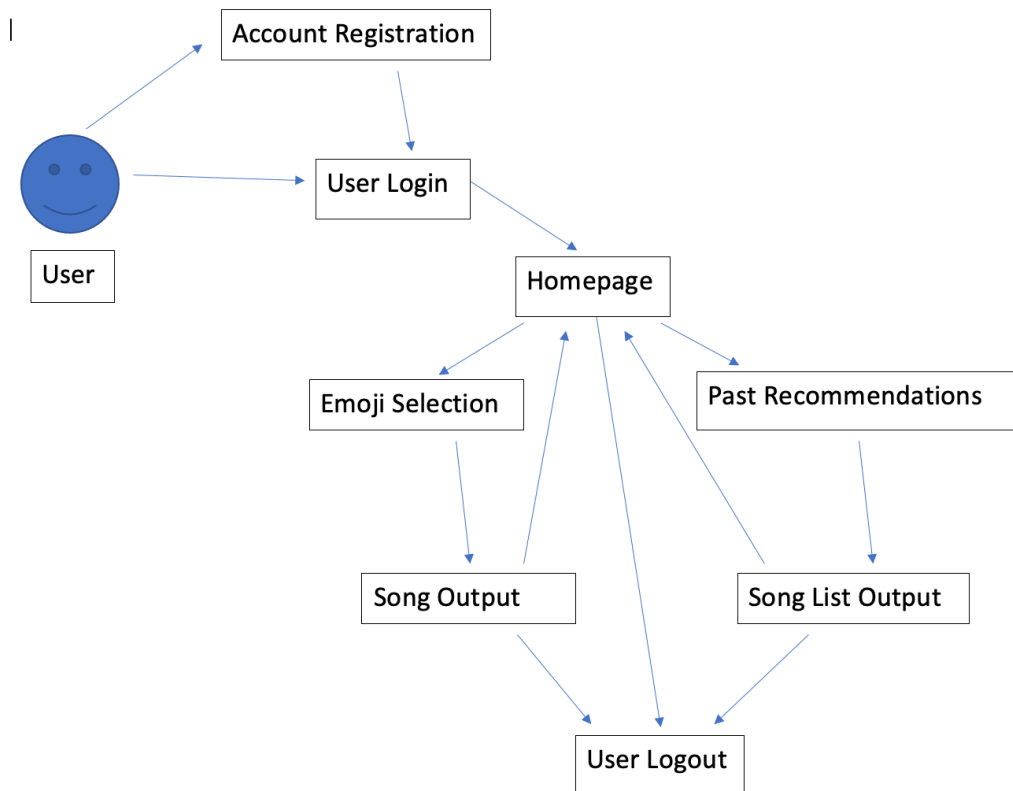 Account Registration
User Login
User
Homepage
Emoji Selection
Past Recommendations
Song Output
Song List Output
User Logout